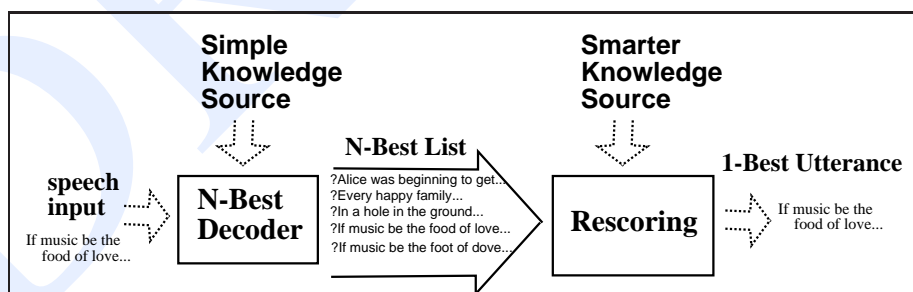 Simple
Knowledge
Source
Smarter
Knowledge
Source
speech
input
If music be the
food of love...
N-Best
Decoder
N-Best List
?Alice was beginning to get...
?Every happy family...
?In a hole in the ground...
?If music be the food of love...
?If music be the foot of dove...
Rescoring
1-Best Utterance
If music be the
food of love...